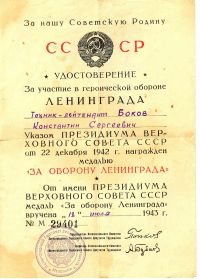 За нашу Советскую Родину
СССР
УДОСТОВЕРЕНИЕ
За участие в героической обороне
ЛЕНИНГРАДА
Техник-лейтенант Боков
Константин Сергеевич
Указом ПРЕЗИДИУМА ВЕР-
ХОВНОГО СОВЕТА СССР
от 22 декабря 1942 г. награжден
медалью
«ЗА ОБОРОНУ ЛЕНИНГРАДА»
От имени ПРЕЗИДИУМА
ВЕРХОВНОГО СОВЕТА СССР
медаль «За оборону Ленинграда»
вручена 1943 г.
№ М 29401